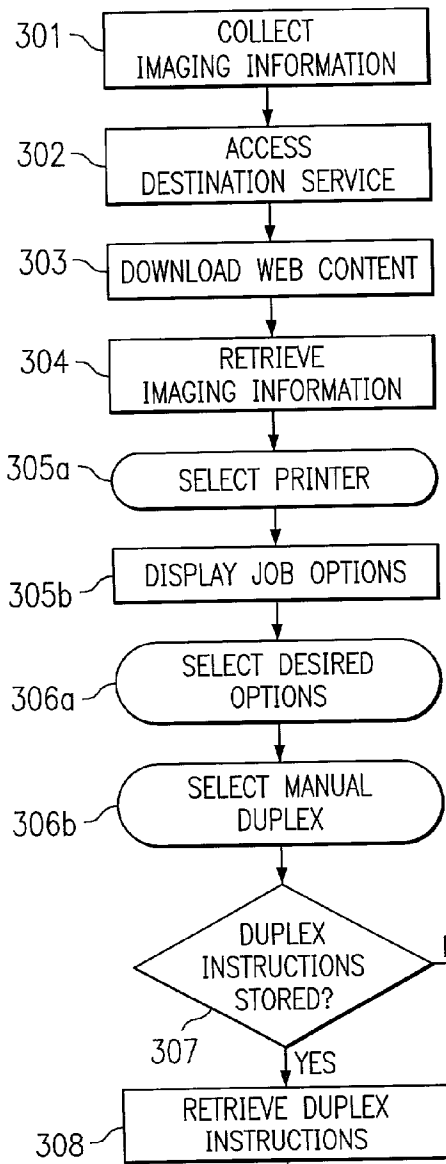 301
COLLECT
IMAGING INFORMATION
302
ACCESS
DESTINATION SERVICE
303
DOWNLOAD WEB CONTENT
304
RETRIEVE
IMAGING INFORMATION
305a
SELECT PRINTER
305b
DISPLAY JOB OPTIONS
306a
SELECT DESIRED
OPTIONS
306b
SELECT MANUAL
DUPLEX
DUPLEX
INSTRUCTIONS
STORED?
307
YES
308
RETRIEVE DUPLEX
INSTRUCTIONS